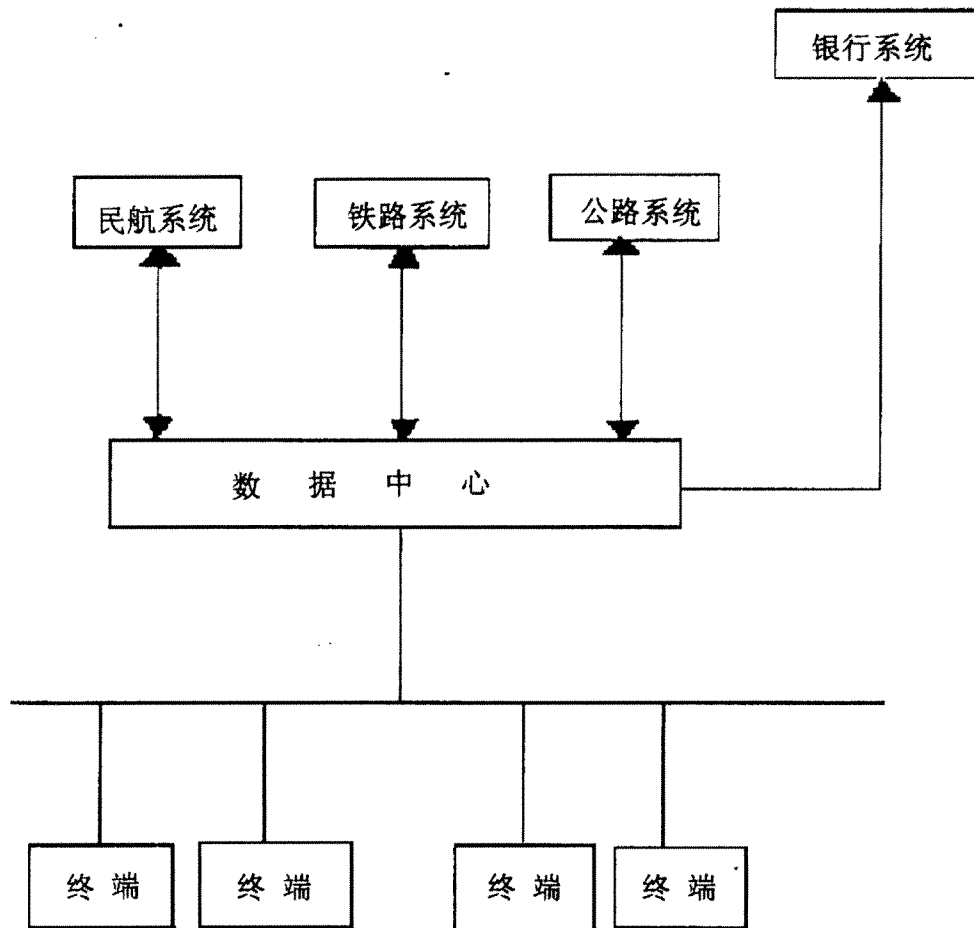 银行系统
民航系统
铁路系统
公路系统
数 据 中 心
终 端
终 端
终 端
终 端